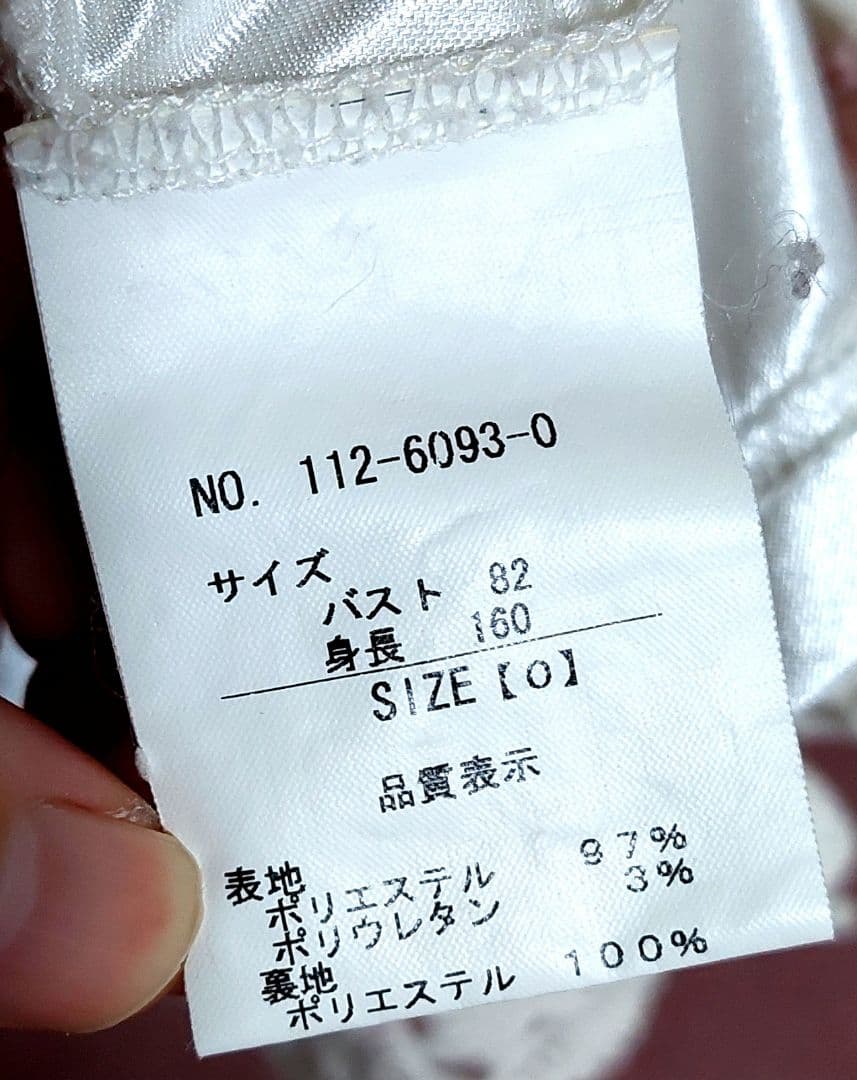 NO. 112-6093-0
サイズ
バスト 82
身長 160
SIZE【0】
品質表示
表地
ポリエステル 97%
ポリウレタン 3%
裏地
ポリエステル 100%